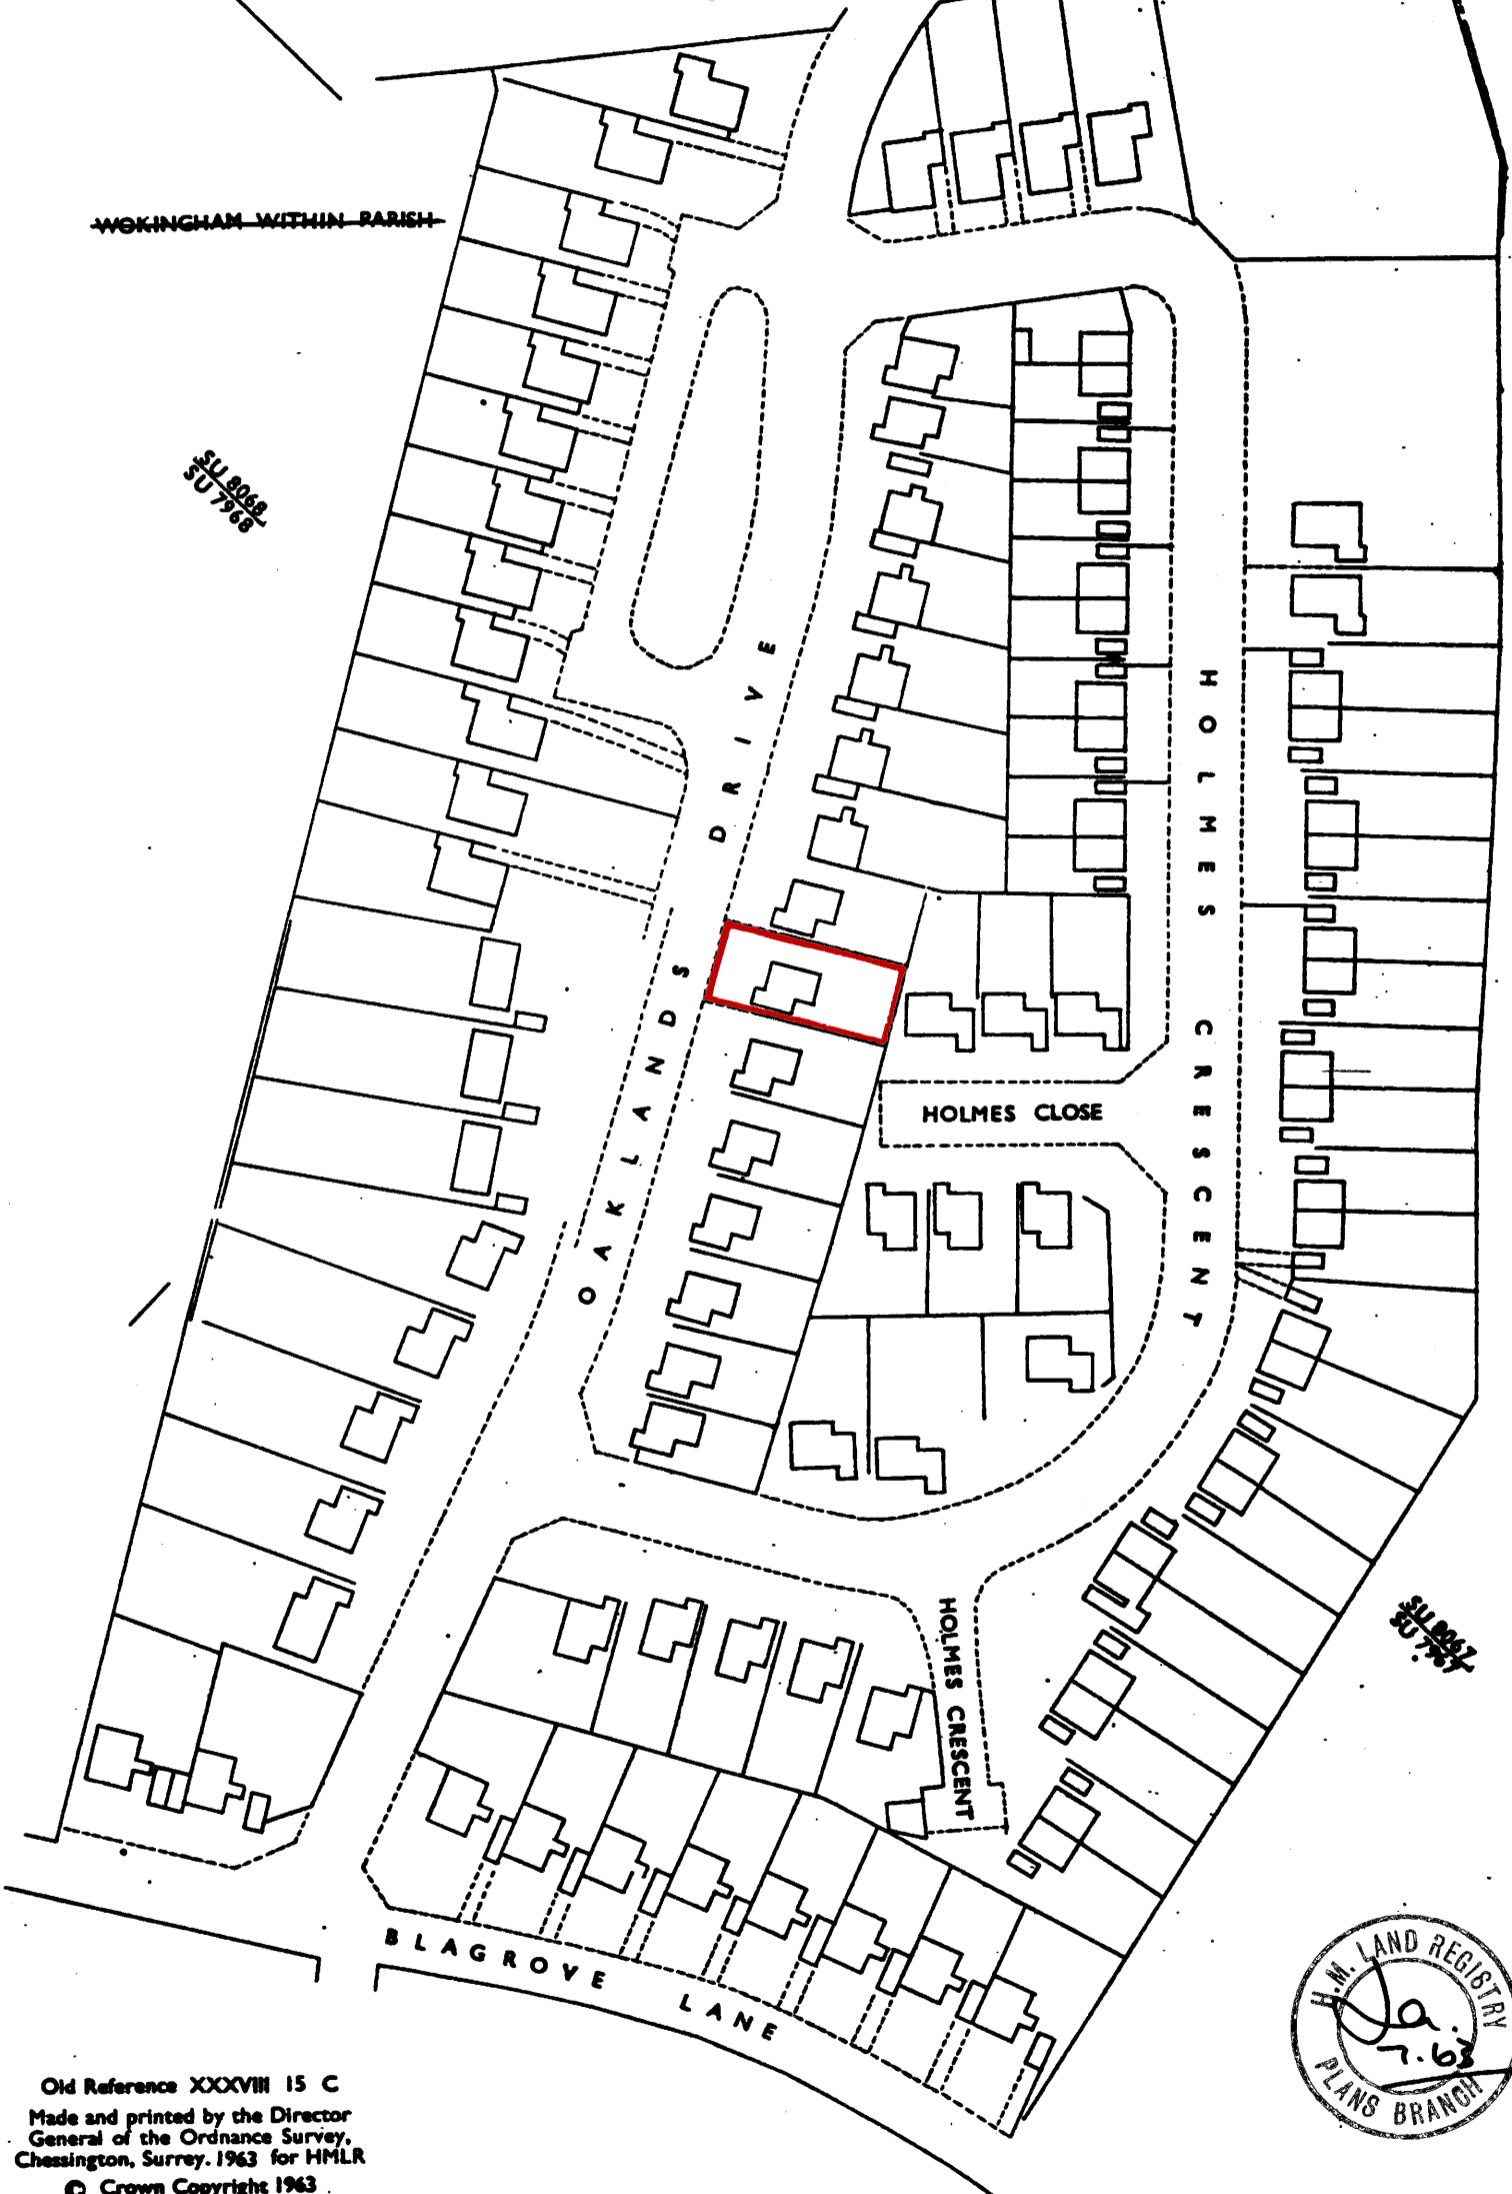 WOKINGHAM WITHIN PARISH
SU 8068
SU 7968
OAKLANDS DRIVE
HOLMES CRESCENT
HOLMES CLOSE
HOLMES CRESCENT
SU 8067
SU 7967
BLAGROVE LANE
H.M. LAND REGISTRY
7.63
PLANS BRANCH
Old Reference XXXVIII 15 C
Made and printed by the Director
General of the Ordnance Survey,
Chessington, Surrey. 1963 for HMLR
© Crown Copyright 1963